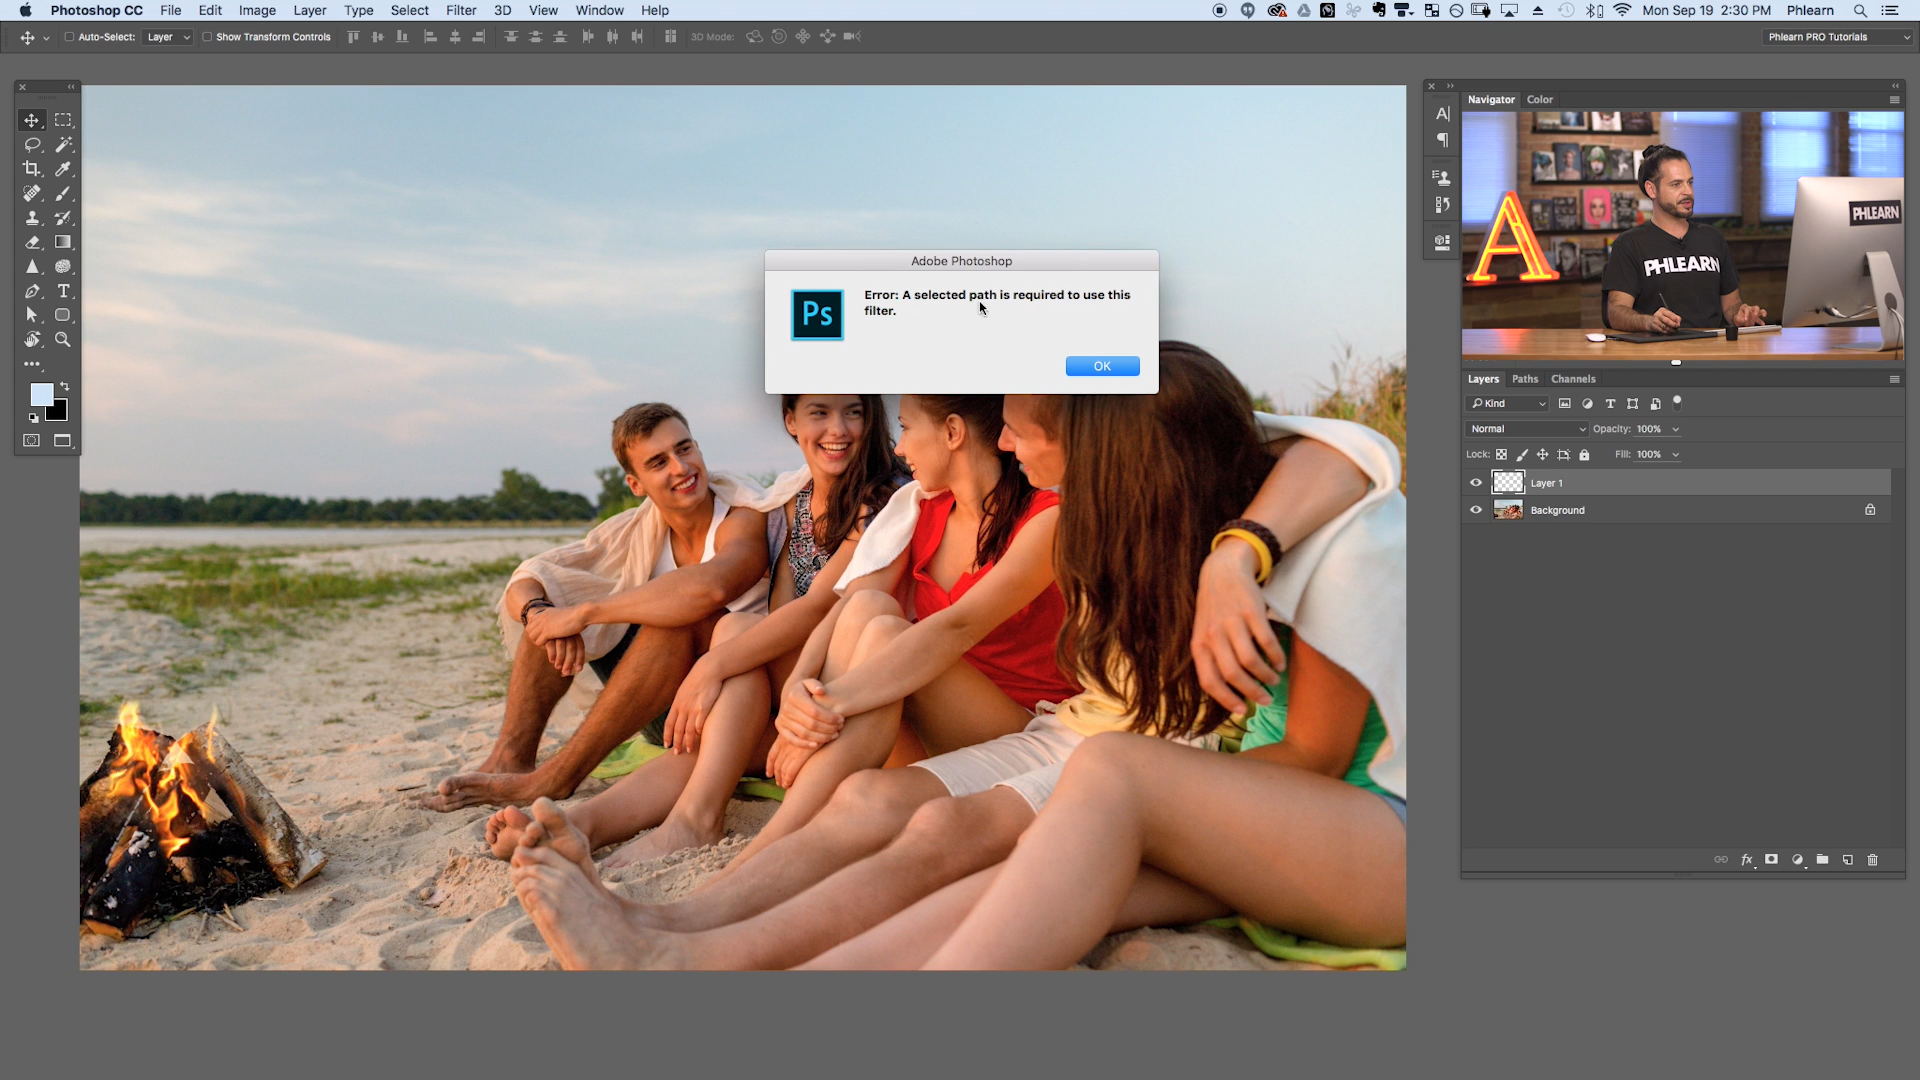 Photoshop CC File Edit Image Layer Type Select Filter 3D View Window Help
Mon Sep 19 2:30 PM Phlearn
Auto-Select: Layer Show Transform Controls 3D Mode: Phlearn PRO Tutorials
Navigator Color
PHLEARN
PHLEARN
A
Adobe Photoshop
Ps
Error: A selected path is required to use this
filter.
OK
Layers Paths Channels
Kind
Normal Opacity: 100%
Lock: Fill: 100%
Layer 1
Background
fx